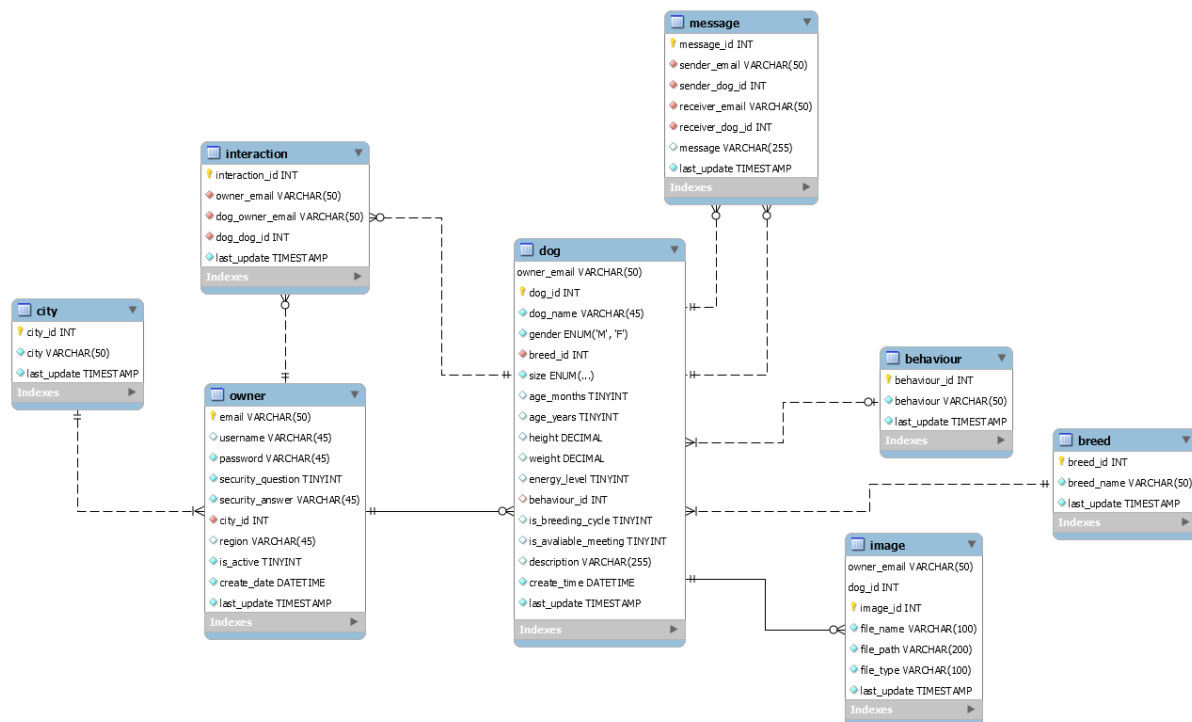 message
message_id INT
sender_email VARCHAR(50)
sender_dog_id INT
receiver_email VARCHAR(50)
receiver_dog_id INT
message VARCHAR(255)
last_update TIMESTAMP
Indexes
interaction
interaction_id INT
owner_email VARCHAR(50)
dog_owner_email VARCHAR(50)
dog_dog_id INT
last_update TIMESTAMP
Indexes
city
city_id INT
city VARCHAR(50)
last_update TIMESTAMP
Indexes
owner
email VARCHAR(50)
username VARCHAR(45)
password VARCHAR(45)
security_question TINYINT
security_answer VARCHAR(45)
city_id INT
region VARCHAR(45)
is_active TINYINT
create_date DATETIME
last_update TIMESTAMP
Indexes
dog
owner_email VARCHAR(50)
dog_id INT
dog_name VARCHAR(45)
gender ENUM('M', 'F')
breed_id INT
size ENUM(...)
age_months TINYINT
age_years TINYINT
height DECIMAL
weight DECIMAL
energy_level TINYINT
behaviour_id INT
is_breeding_cycle TINYINT
is_avaliable_meeting TINYINT
description VARCHAR(255)
create_time DATETIME
last_update TIMESTAMP
Indexes
behaviour
behaviour_id INT
behaviour VARCHAR(50)
last_update TIMESTAMP
Indexes
breed
breed_id INT
breed_name VARCHAR(50)
last_update TIMESTAMP
Indexes
image
owner_email VARCHAR(50)
dog_id INT
image_id INT
file_name VARCHAR(100)
file_path VARCHAR(200)
file_type VARCHAR(100)
last_update TIMESTAMP
Indexes